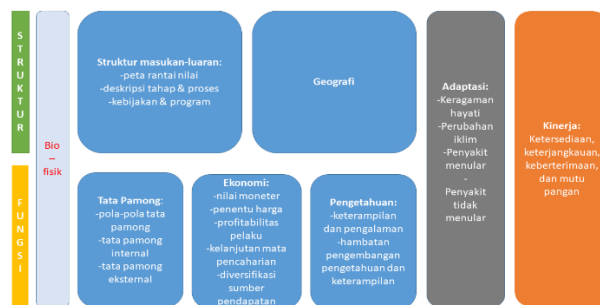 STRUKTUR
FUNGSI
Bio
–
fisik
Struktur masukan-luaran:
-peta rantai nilai
-deskripsi tahap & proses
-kebijakan & program
Geografi
Tata Pamong:
-pola-pola tata
pamong
-tata pamong
internal
-tata pamong
eksternal
Ekonomi:
-nilai moneter
-penentu harga
-profitabilitas
pelaku
-kelanjutan mata
pencaharian
-diversifikasi
sumber
pendapatan
Pengetahuan:
-keterampilan
dan pengalaman
-hambatan
pengembangan
pengetahuan dan
keterampilan
Adaptasi:
-Keragaman
hayati
-Perubahan
iklim
-Penyakit
menular
-
Penyakit
tidak
menular
Kinerja:
Ketersediaan,
keterjangkauan,
keberterimaan,
dan mutu
pangan